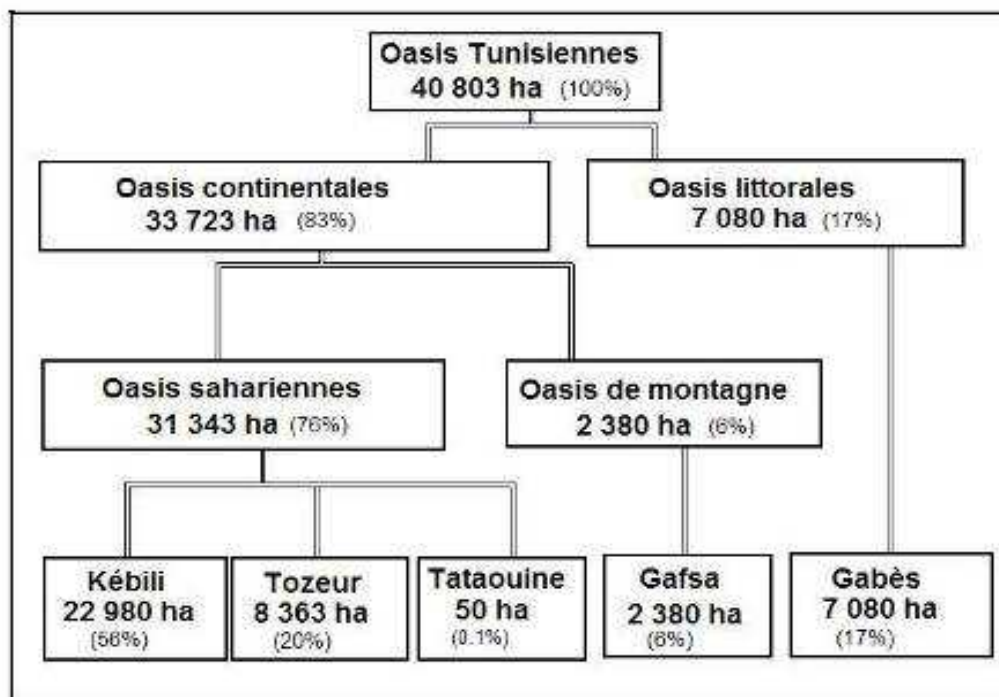 Oasis Tunisiennes
40 803 ha (100%)
Oasis continentales
33 723 ha (83%)
Oasis littorales
7 080 ha (17%)
Oasis sahariennes
31 343 ha (76%)
Oasis de montagne
2 380 ha (6%)
Kébili
22 980 ha
(56%)
Tozeur
8 363 ha
(20%)
Tataouine
50 ha
(0.1%)
Gafsa
2 380 ha
(6%)
Gabès
7 080 ha
(17%)